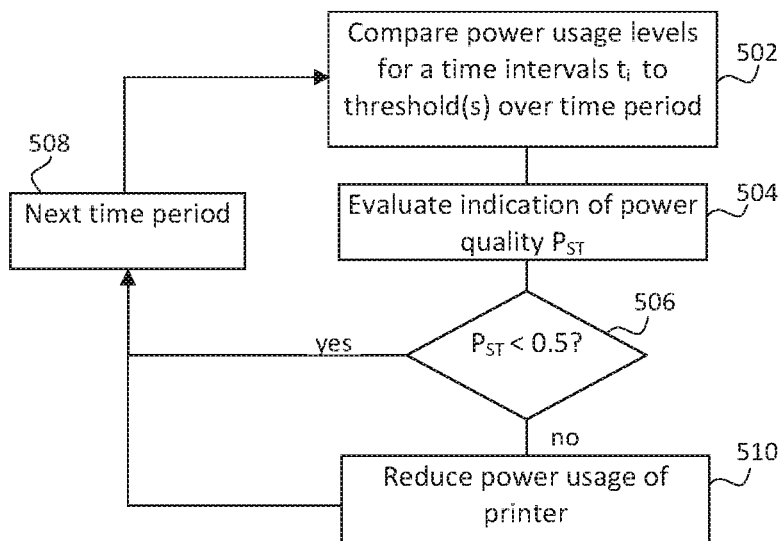 Compare power usage levels
for a time intervals tᵢ to
threshold(s) over time period
502
508
Next time period
Evaluate indication of power
quality P_ST
504
506
P_ST < 0.5?
yes
no
510
Reduce power usage of
printer